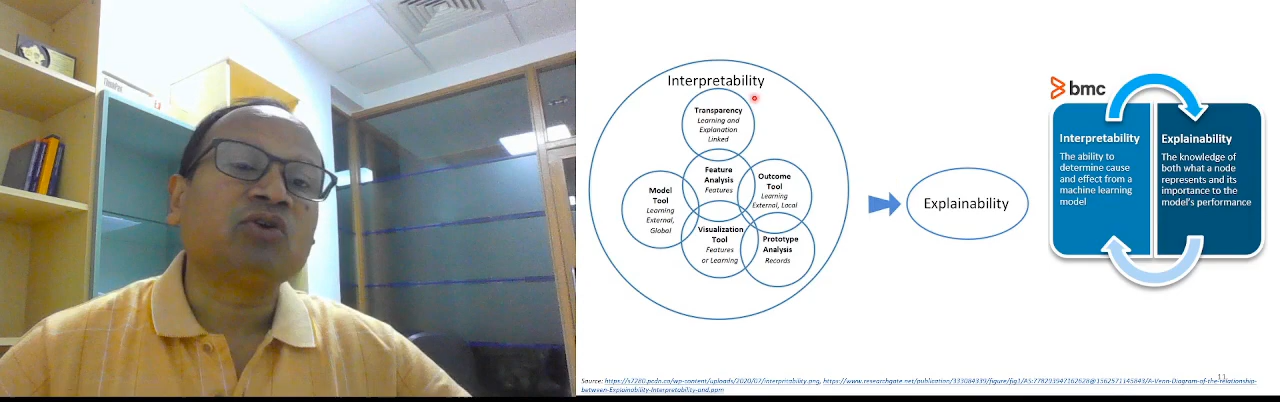 Interpretability
Transparency
Learning and
Explanation
Linked
Feature
Analysis
Features
Outcome
Tool
Learning
External, Local
Model
Tool
Learning
External,
Global
Visualization
Tool
Features
or Learning
Prototype
Analysis
Records
Explainability
bmc
Interpretability
The ability to
determine cause
and effect from a
machine learning
model
Explainability
The knowledge of
both what a node
represents and its
importance to the
model's performance
11